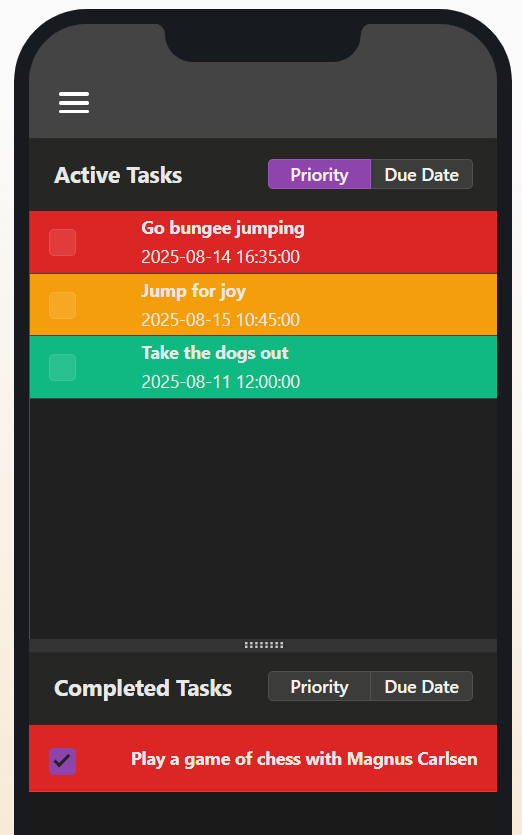 Active Tasks
Priority
Due Date
Go bungee jumping
2025-08-14 16:35:00
Jump for joy
2025-08-15 10:45:00
Take the dogs out
2025-08-11 12:00:00
Completed Tasks
Priority
Due Date
Play a game of chess with Magnus Carlsen